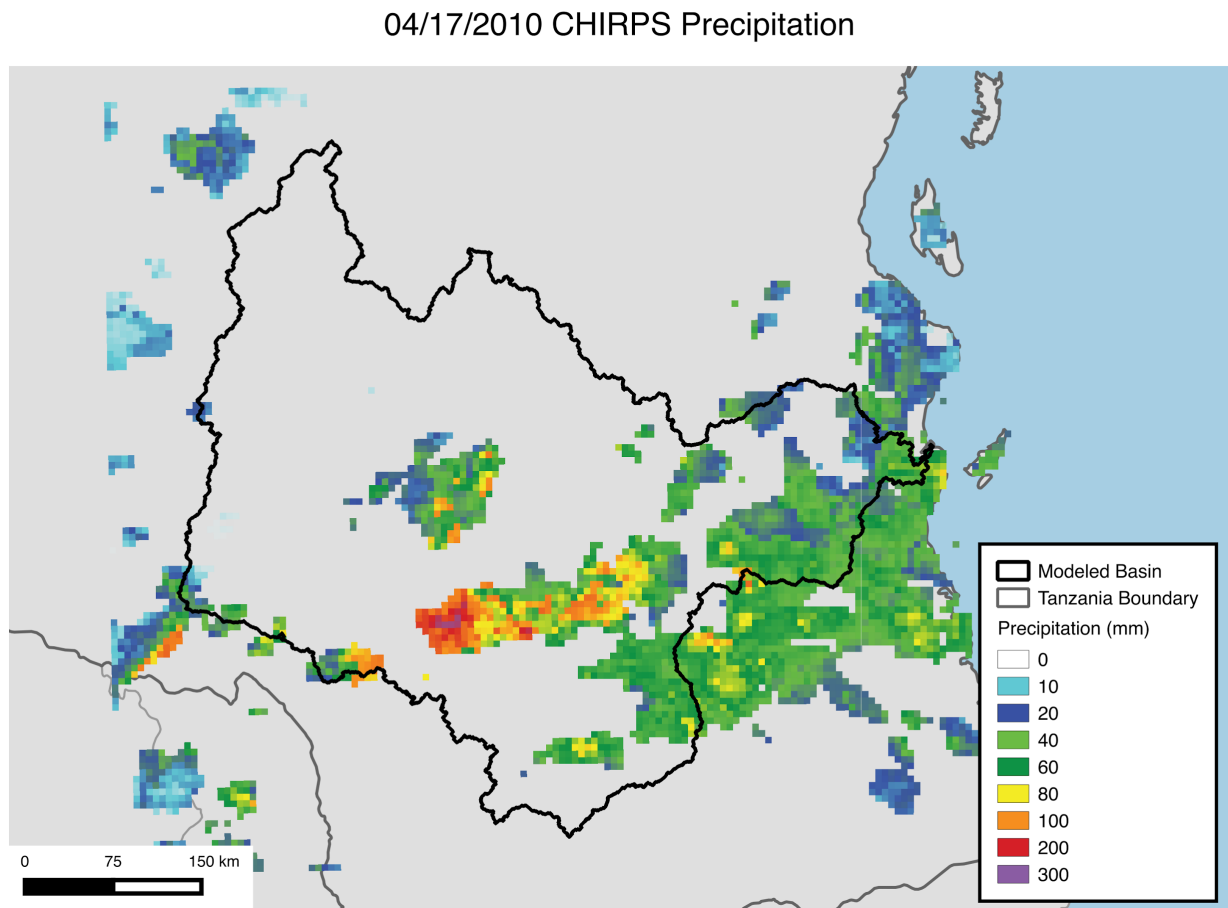 04/17/2010 CHIRPS Precipitation
Modeled Basin
Tanzania Boundary
Precipitation (mm)
0
10
20
40
60
80
100
200
300
0 75 150 km